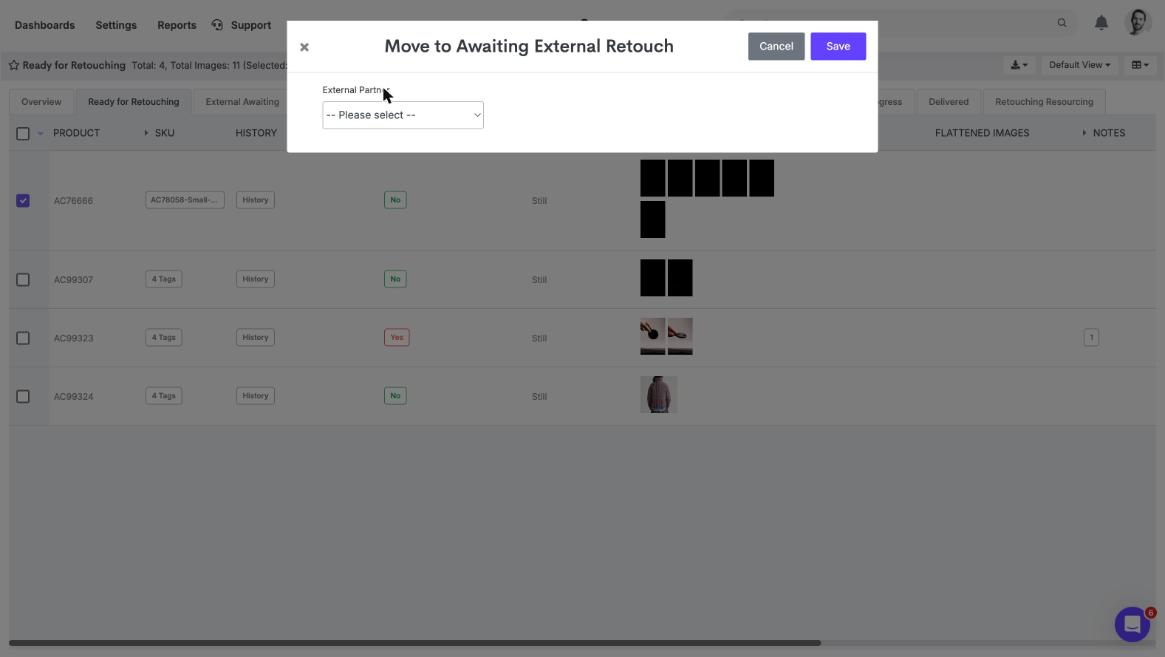 Dashboards Settings Reports Support
× Move to Awaiting External Retouch Cancel Save
Ready for Retouching Total: 4, Total Images: 11 (Selected: Default View
External Partner
-- Please select --
Overview Ready for Retouching External Awaiting Delivered Retouching Resourcing
PRODUCT SKU HISTORY FLATTENED IMAGES NOTES
AC76666 AC78058-Small-... History No Still
AC99307 4 Tags History No Still
AC99323 4 Tags History Yes Still 1
AC99324 4 Tags History No Still
6